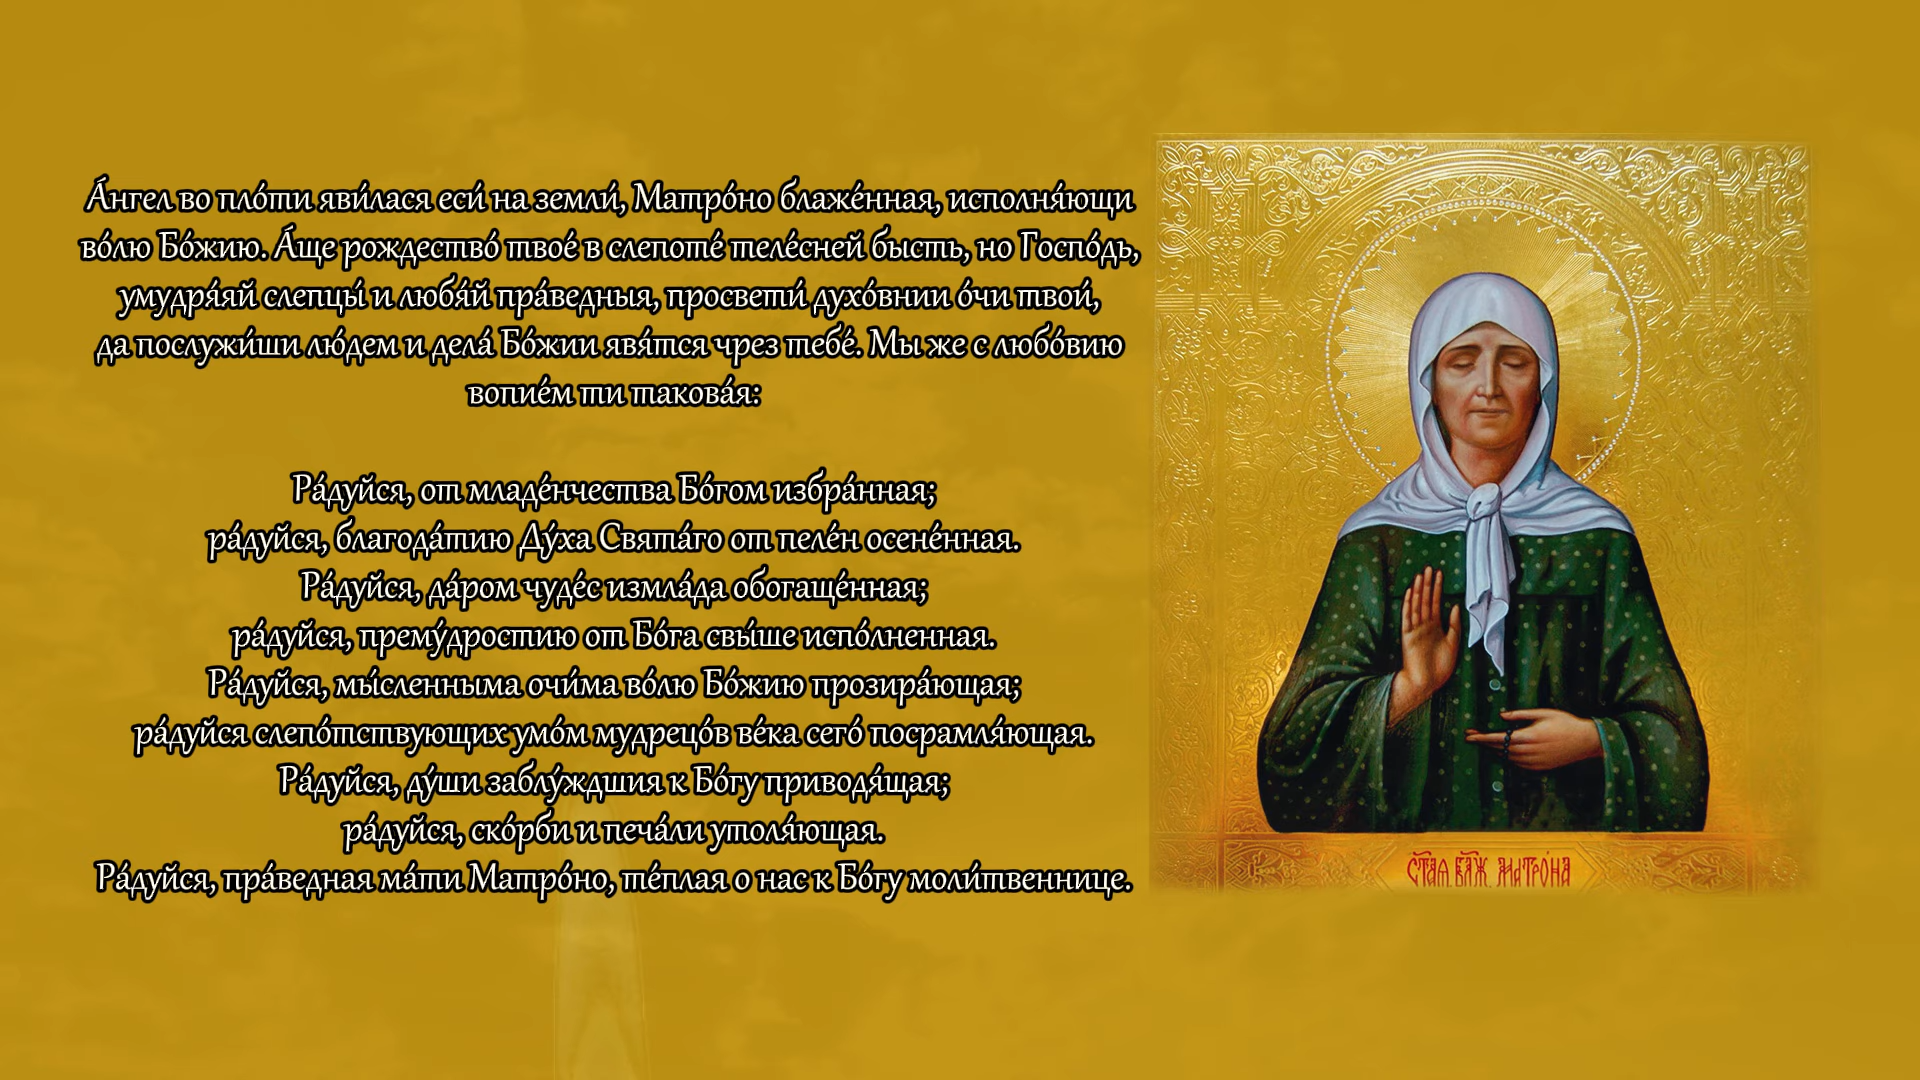 А́нгел во пло́ти яви́лася еси́ на земли́, Матро́но блаже́нная, исполня́ющи
во́лю Бо́жию. А́ще рождество́ твое́ в слепоте́ теле́сней бысть, но Госпо́дь,
умудря́яй слепцы́ и любя́й пра́ведныя, просвети́ духо́внии о́чи твои́,
да послужи́ши лю́дем и дела́ Бо́жии явя́тся чрез тебе́. Мы же с любо́вию
вопие́м ти такова́я:
Ра́дуйся, от младе́нчества Бо́гом избра́нная;
ра́дуйся, благода́тию Ду́ха Свята́го от пеле́н осене́нная.
Ра́дуйся, да́ром чуде́с измла́да обогаще́нная;
ра́дуйся, прему́дростию от Бо́га свы́ше испо́лненная.
Ра́дуйся, мы́сленныма очи́ма во́лю Бо́жию прозира́ющая;
ра́дуйся слепо́тствующих умо́м мудрецо́в ве́ка сего́ посрамля́ющая.
Ра́дуйся, ду́ши заблу́ждшия к Бо́гу приводя́щая;
ра́дуйся, ско́рби и печа́ли утоля́ющая.
Ра́дуйся, пра́ведная ма́ти Матро́но, те́плая о нас к Бо́гу моли́твеннице.
СТАЯ БЛЖ. МАТРО́НА